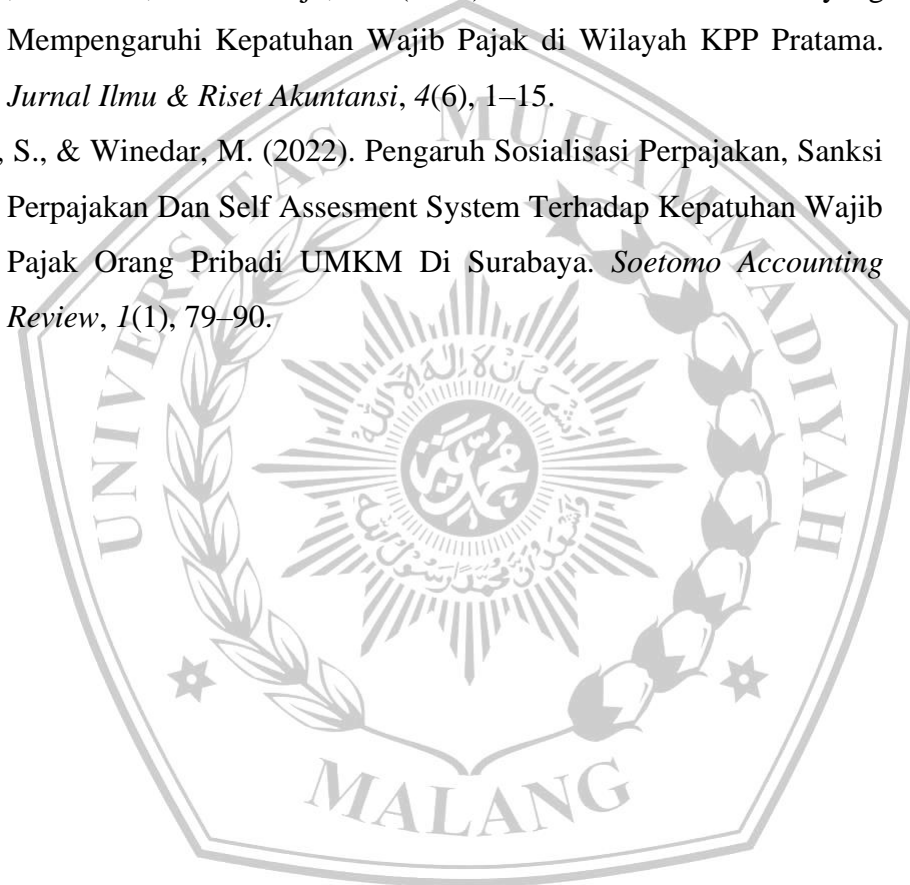 Mempengaruhi Kepatuhan Wajib Pajak di Wilayah KPP Pratama.
Jurnal Ilmu & Riset Akuntansi, 4(6), 1–15.
, S., & Winedar, M. (2022). Pengaruh Sosialisasi Perpajakan, Sanksi
Perpajakan Dan Self Assesment System Terhadap Kepatuhan Wajib
Pajak Orang Pribadi UMKM Di Surabaya. Soetomo Accounting
Review, 1(1), 79–90.
UNIVERSITAS MUHAMMADIYAH
MALANG